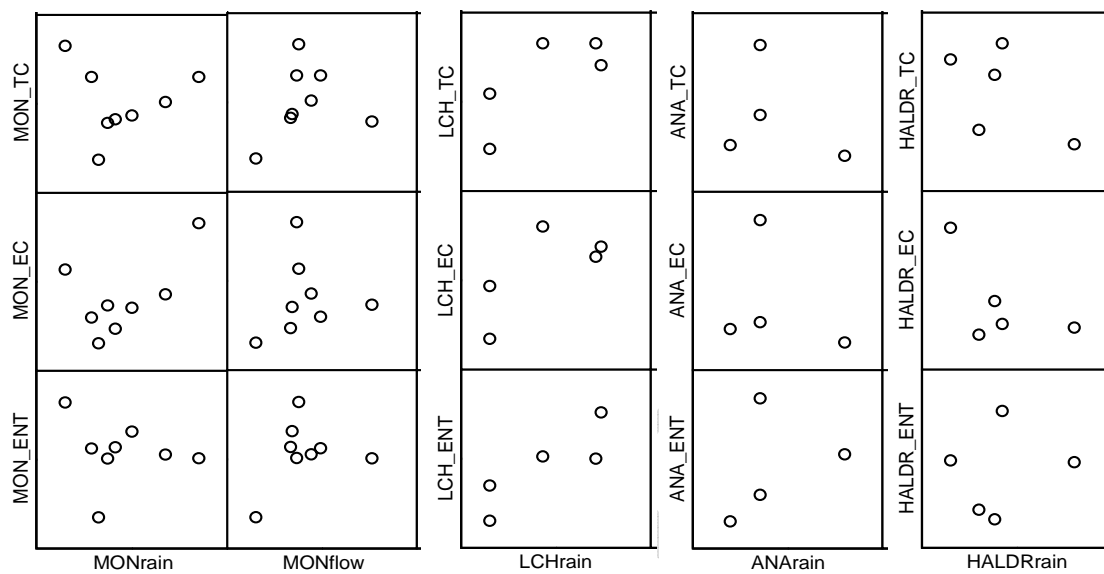 MON_TC
LCH_TC
ANA_TC
HALDR_TC
MON_EC
LCH_EC
ANA_EC
HALDR_EC
MON_ENT
LCH_ENT
ANA_ENT
HALDR_ENT
MONrain
MONflow
LCHrain
ANArain
HALDRrain